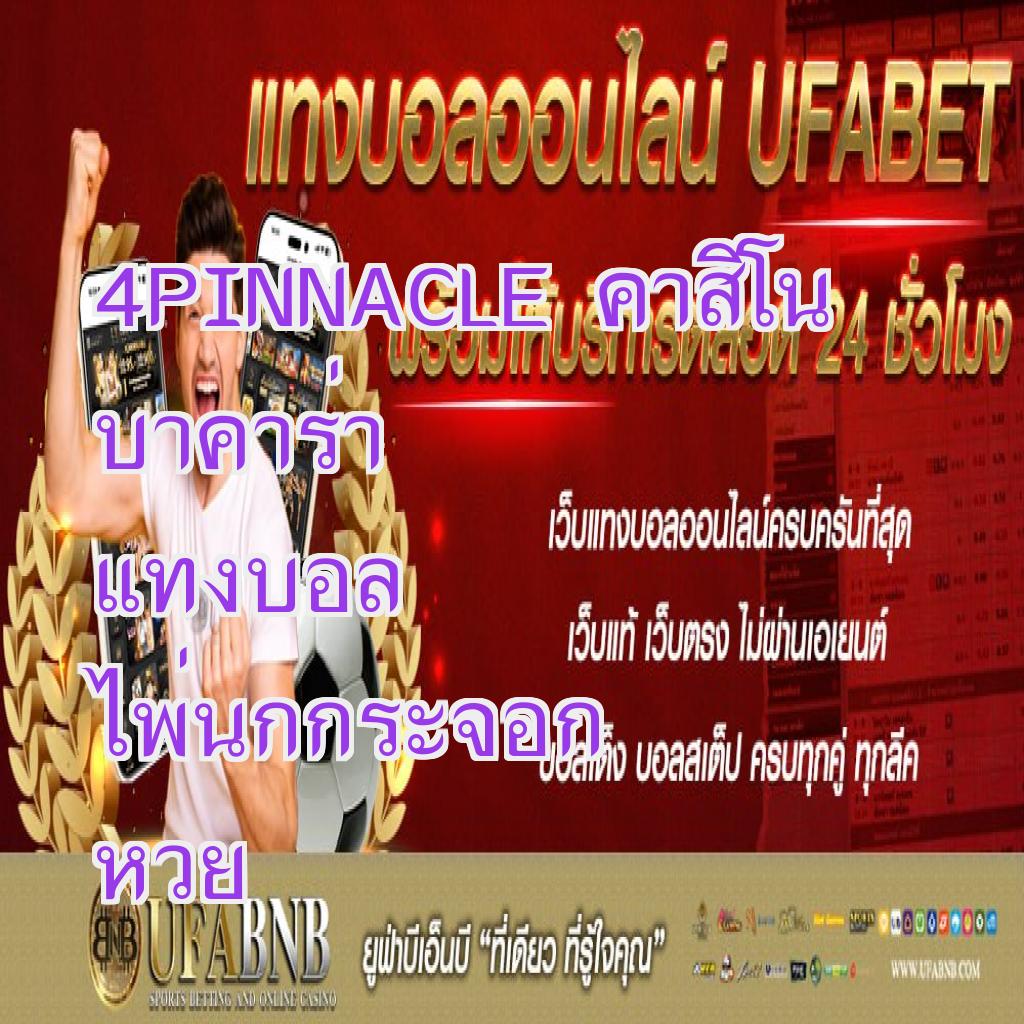 แทงบอลออนไลน์ UFABET
4PINNACLE คาสิโน
พร้อมให้บริการตลอด 24 ชั่วโมง
บาคาร่า
เว็บแทงบอลออนไลน์ครบครันที่สุด
แทงบอล
เว็บแท้ เว็บตรง ไม่ผ่านเอเยนต์
ไพ่นกกระจอก
บอลเต็ง บอลสเต็ป ครบทุกคู่ ทุกลีค
หวย
UFABNB
SPORTS BETTING AND ONLINE CASINO
ยูฟ่าบีเอ็นบี “ที่เดียว ที่รู้ใจคุณ”
WWW.UFABNB.COM